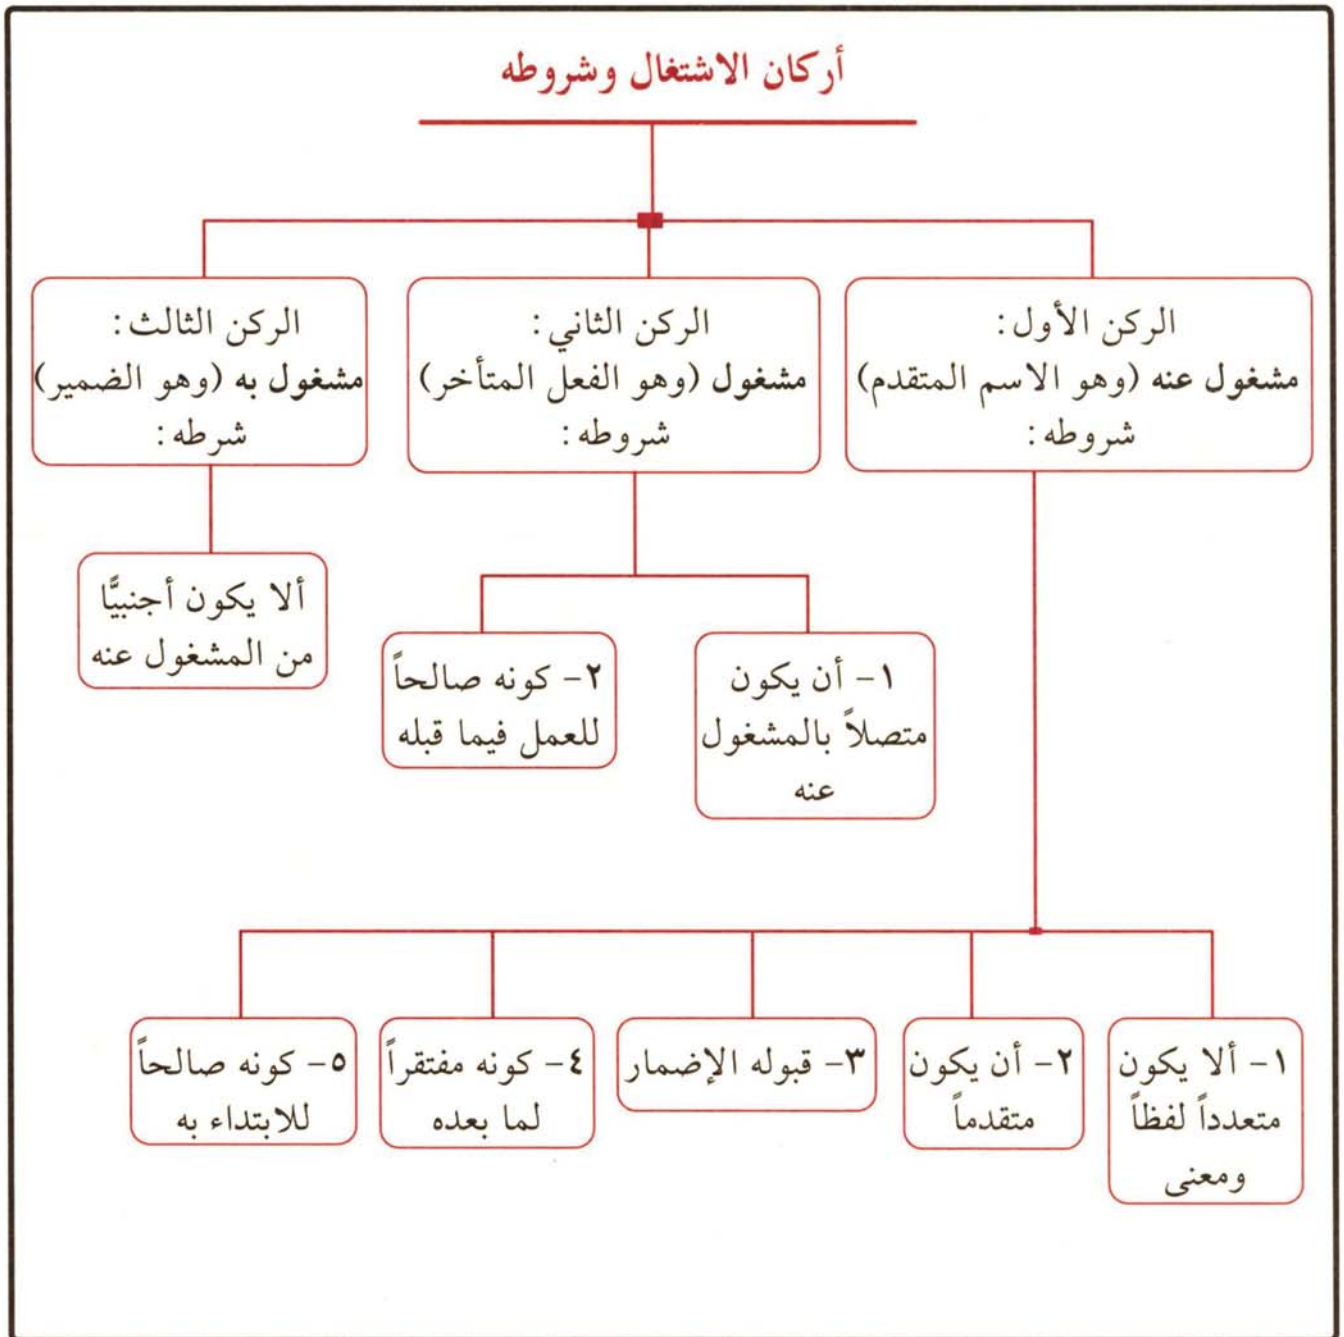 أركان الاشتغال وشروطه
الركن الأول:
مشغول عنه (وهو الاسم المتقدم)
شروطه:
الركن الثاني:
مشغول (وهو الفعل المتأخر)
شروطه:
الركن الثالث:
مشغول به (وهو الضمير)
شرطه:
١- أن يكون
متصلاً بالمشغول
عنه
٢- كونه صالحاً
للعمل فيما قبله
ألا يكون أجنبيًّا
من المشغول عنه
١- ألا يكون
متعدداً لفظاً
ومعنى
٢- أن يكون
متقدماً
٣- قبوله الإضمار
٤- كونه مفتقراً
لما بعده
٥- كونه صالحاً
للابتداء به